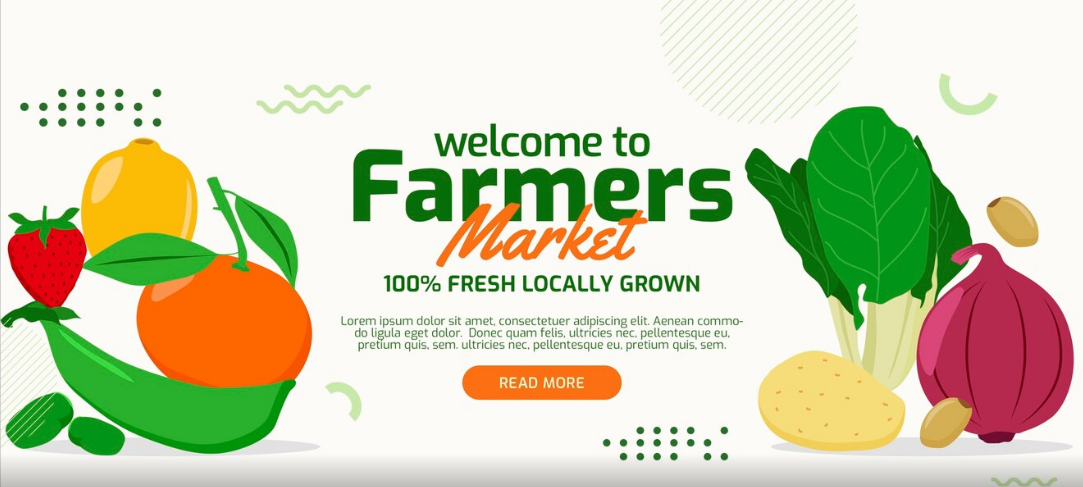 welcome to
Farmers
Market
100% FRESH LOCALLY GROWN
Lorem ipsum dolor sit amet, consectetuer adipiscing elit. Aenean commo-
do ligula eget dolor. Donec quam felis, ultricies nec, pellentesque eu,
pretium quis, sem. ultricies nec, pellentesque eu, pretium quis, sem.
READ MORE